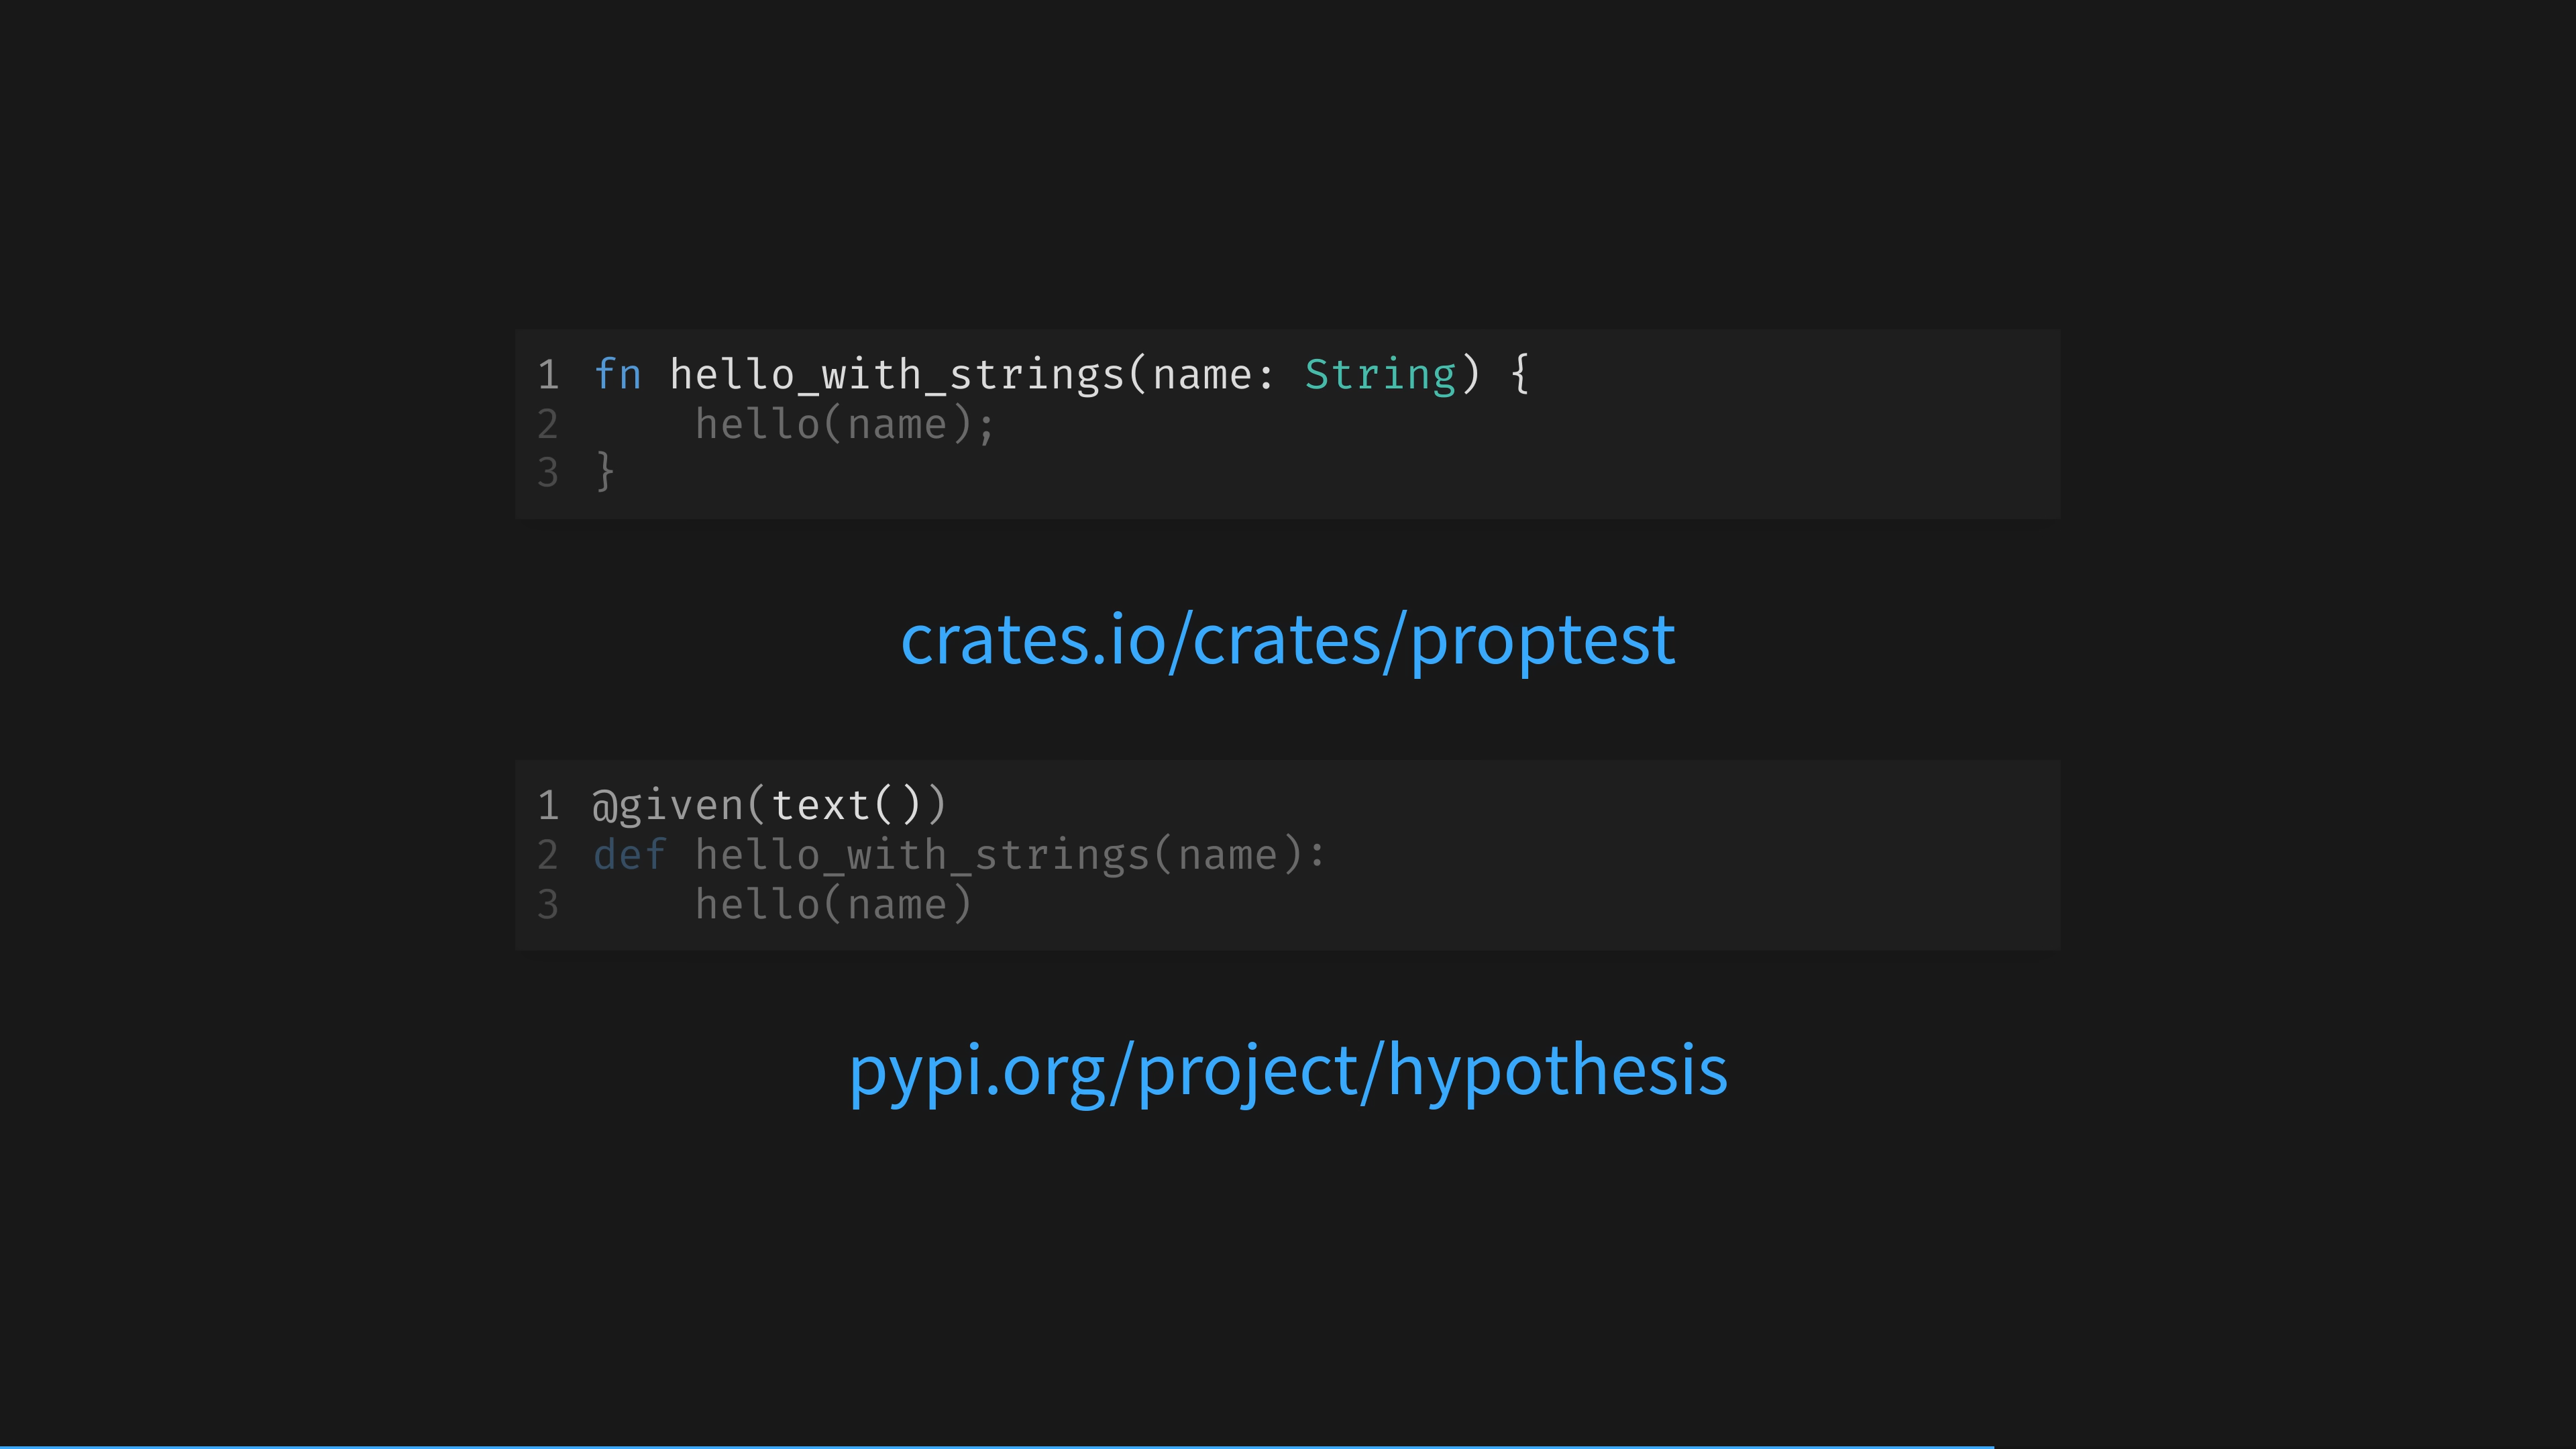 1 fn hello_with_strings(name: String) {
2     hello(name);
3 }
crates.io/crates/proptest
1 @given(text())
2 def hello_with_strings(name):
3     hello(name)
pypi.org/project/hypothesis